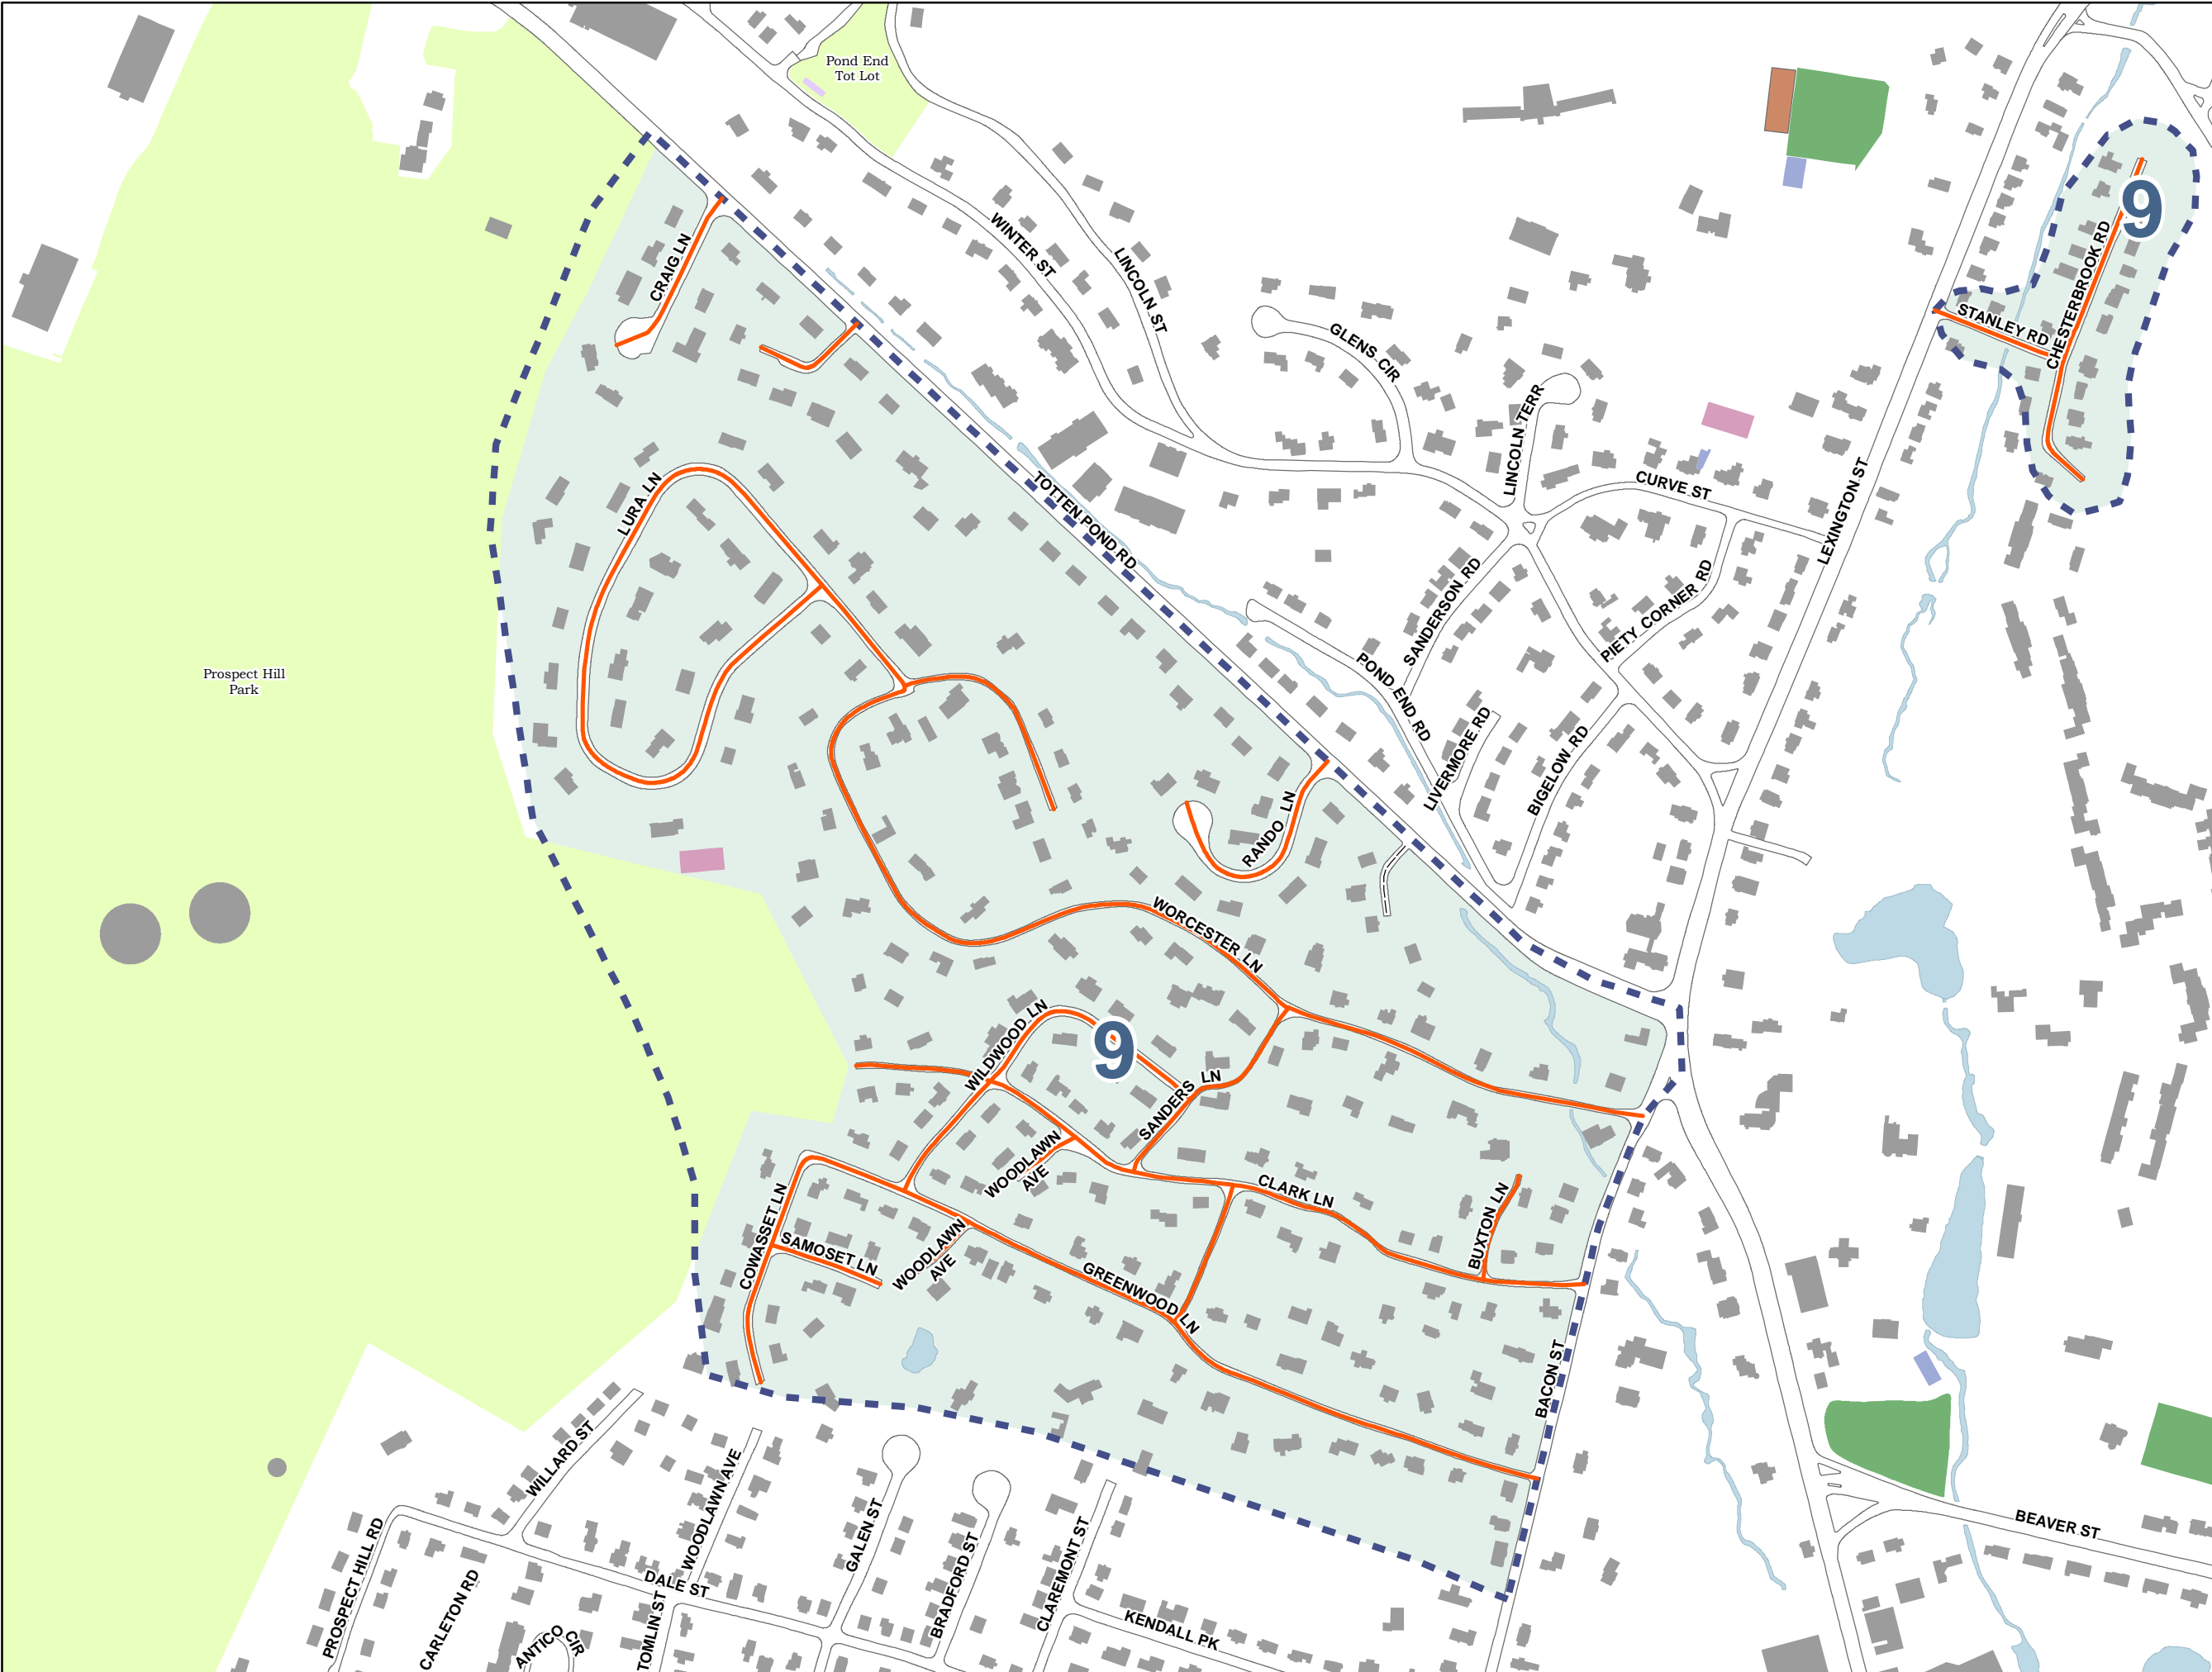 Pond End
Tot Lot
9
WINTER ST
CRAIG LN
LINCOLN ST
CHESTERBROOK RD
STANLEY RD
GLENS CIR
LINCOLN TERR
LURA LN
TOTTEN POND RD
CURVE ST
LEXINGTON ST
SANDERSON RD
PIETY CORNER RD
Prospect Hill
Park
POND END RD
LIVERMORE RD
BIGELOW RD
RANDO LN
WORCESTER LN
WILDWOOD LN
9
SANDERS LN
WOODLAWN
AVE
CLARK LN
COWASSET LN
SAMOSET LN
WOODLAWN
AVE
BUXTON LN
GREENWOOD LN
BACON ST
WILLARD ST
WOODLAWN AVE
GALEN ST
BRADFORD ST
CLAREMONT ST
BEAVER ST
PROSPECT HILL RD
CARLETON RD
DALE ST
TOMLIN ST
ANTICO CIR
KENDALL PK